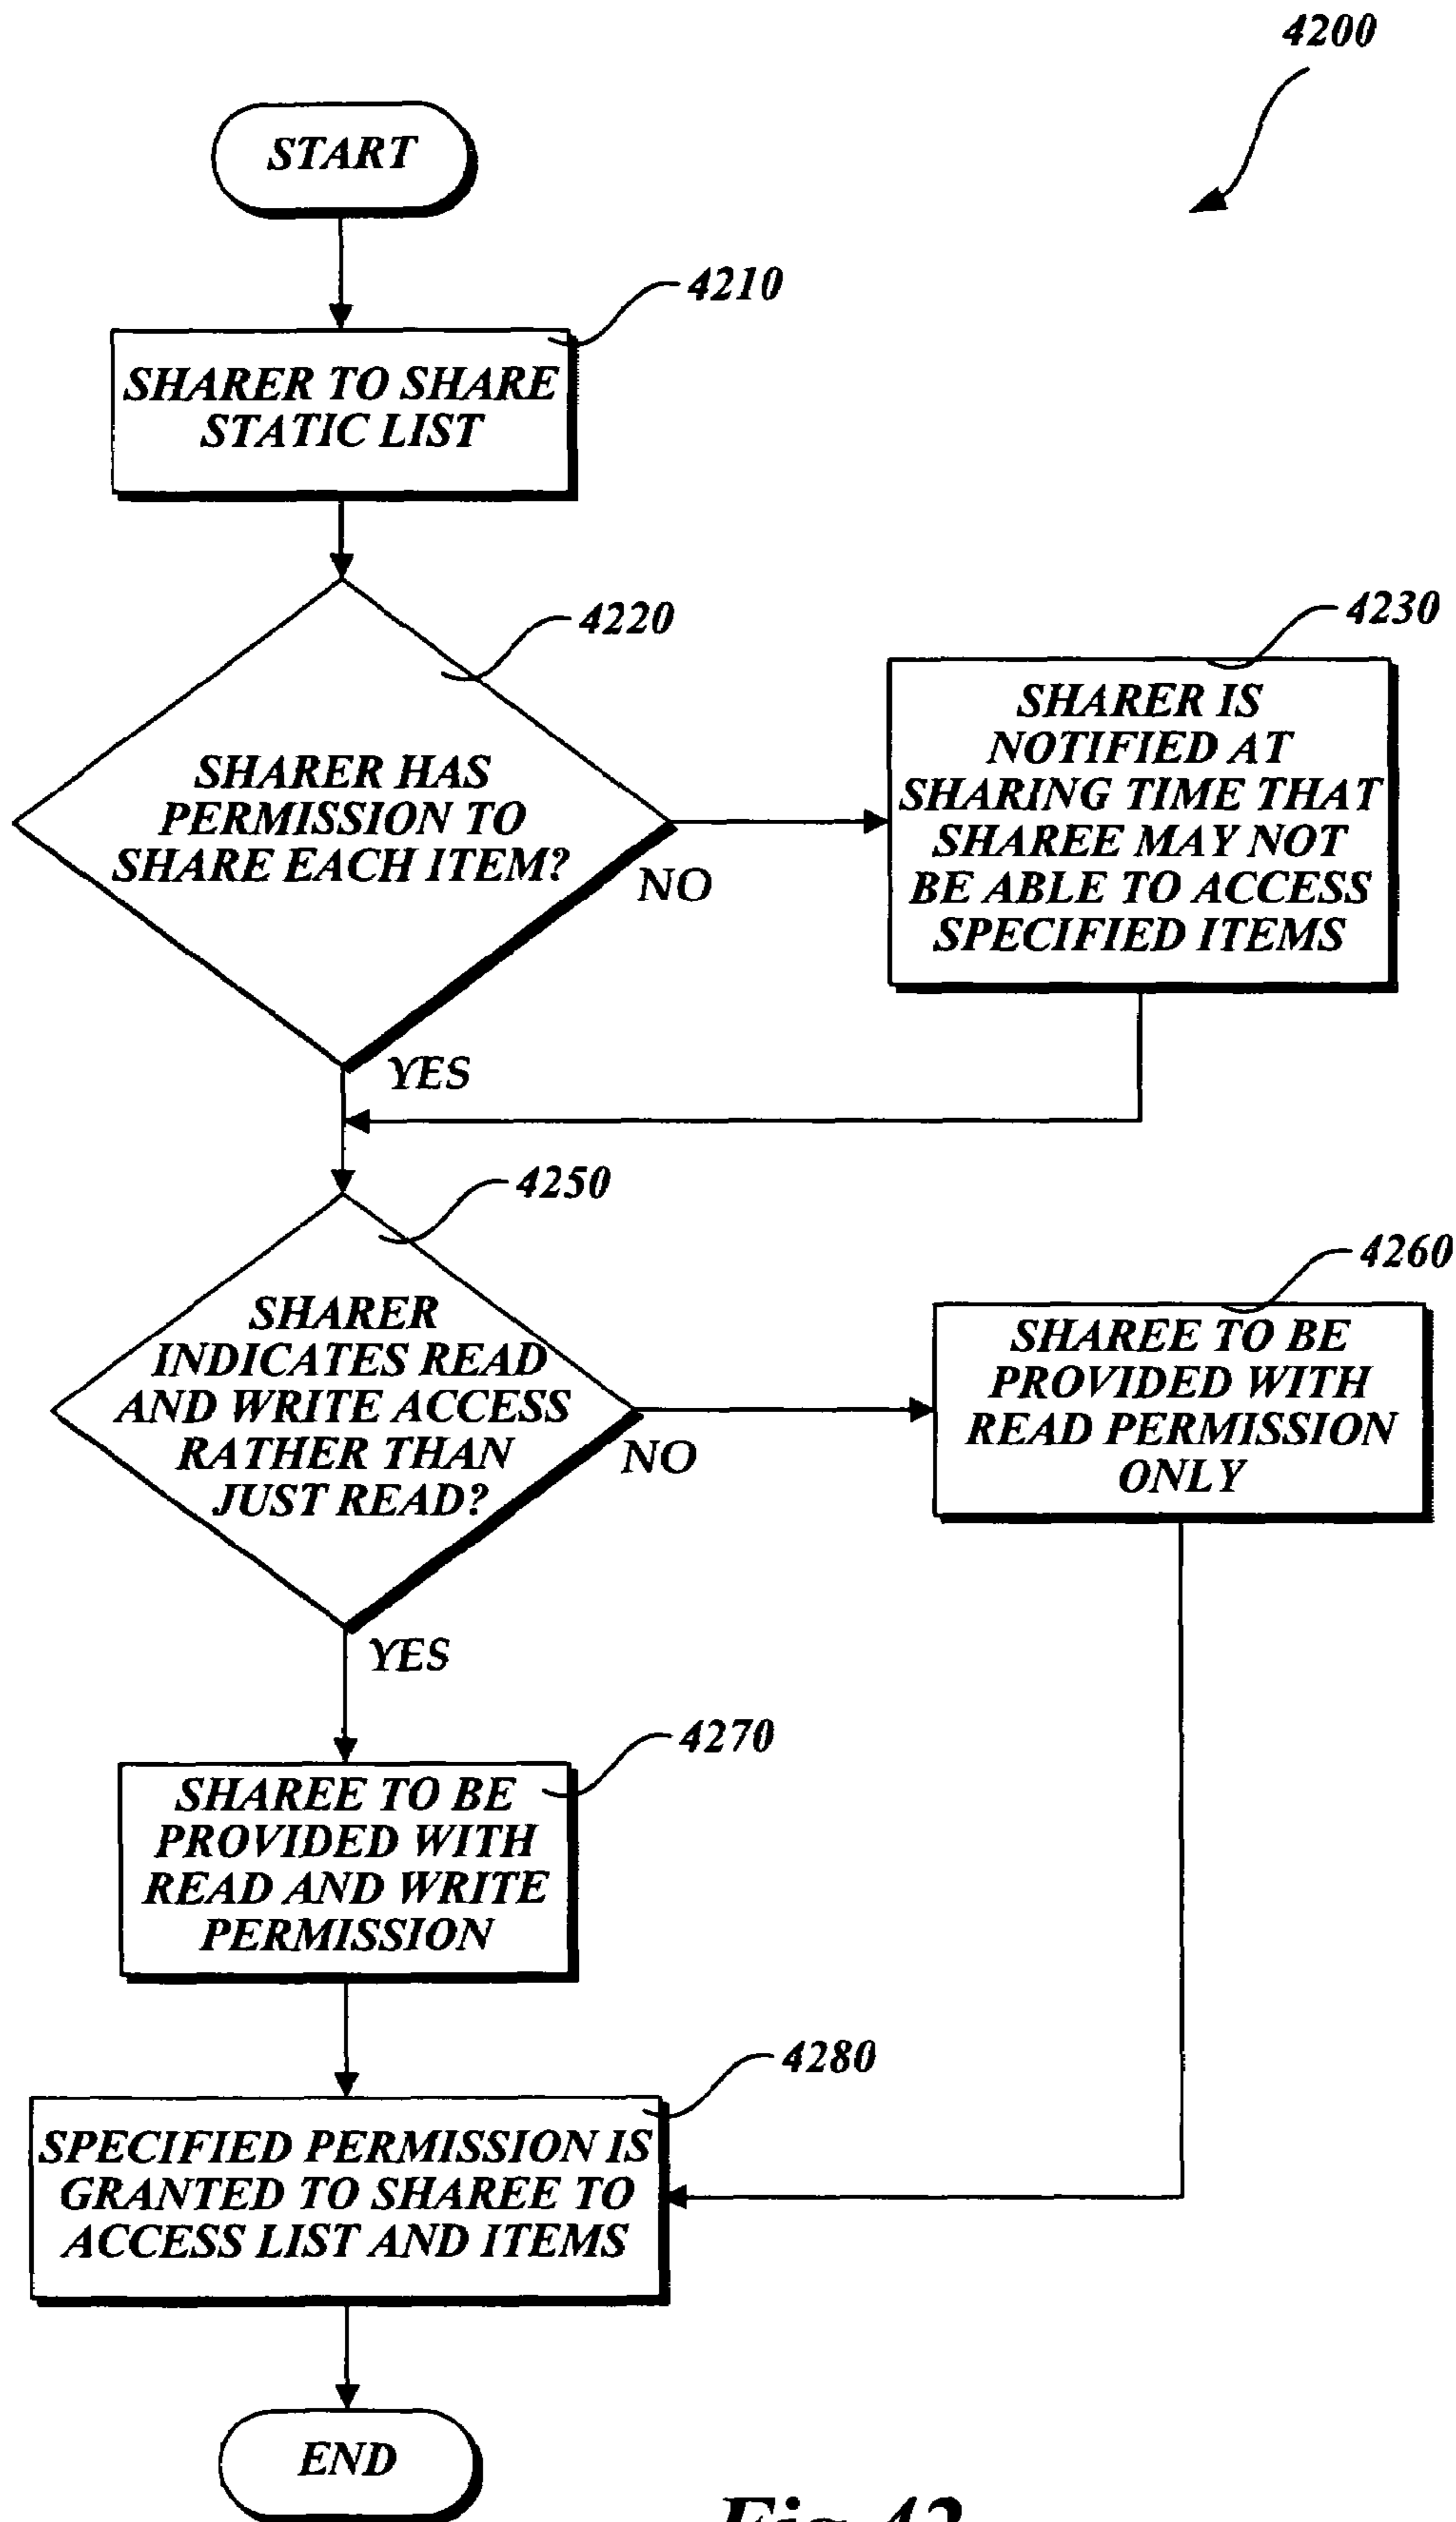 4200
START
4210
SHARER TO SHARE
STATIC LIST
4220
SHARER HAS
PERMISSION TO
SHARE EACH ITEM?
NO
YES
4230
SHARER IS
NOTIFIED AT
SHARING TIME THAT
SHAREE MAY NOT
BE ABLE TO ACCESS
SPECIFIED ITEMS
4250
SHARER
INDICATES READ
AND WRITE ACCESS
RATHER THAN
JUST READ?
NO
YES
4260
SHAREE TO BE
PROVIDED WITH
READ PERMISSION
ONLY
4270
SHAREE TO BE
PROVIDED WITH
READ AND WRITE
PERMISSION
4280
SPECIFIED PERMISSION IS
GRANTED TO SHAREE TO
ACCESS LIST AND ITEMS
END
Fig.42